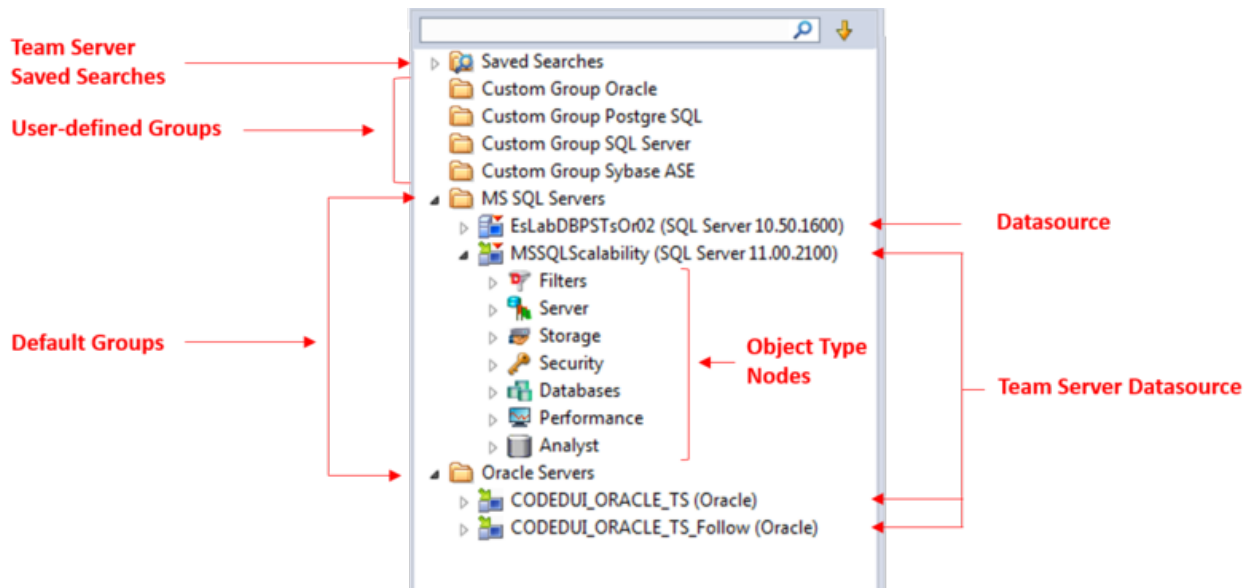 Team Server
Saved Searches
User-defined Groups
Default Groups
Saved Searches
Custom Group Oracle
Custom Group Postgre SQL
Custom Group SQL Server
Custom Group Sybase ASE
MS SQL Servers
EsLabDBPSTsOr02 (SQL Server 10.50.1600)
MSSQLScalability (SQL Server 11.00.2100)
Filters
Server
Storage
Security
Databases
Performance
Analyst
Oracle Servers
CODEDUI_ORACLE_TS (Oracle)
CODEDUI_ORACLE_TS_Follow (Oracle)
Object Type
Nodes
Datasource
Team Server Datasource